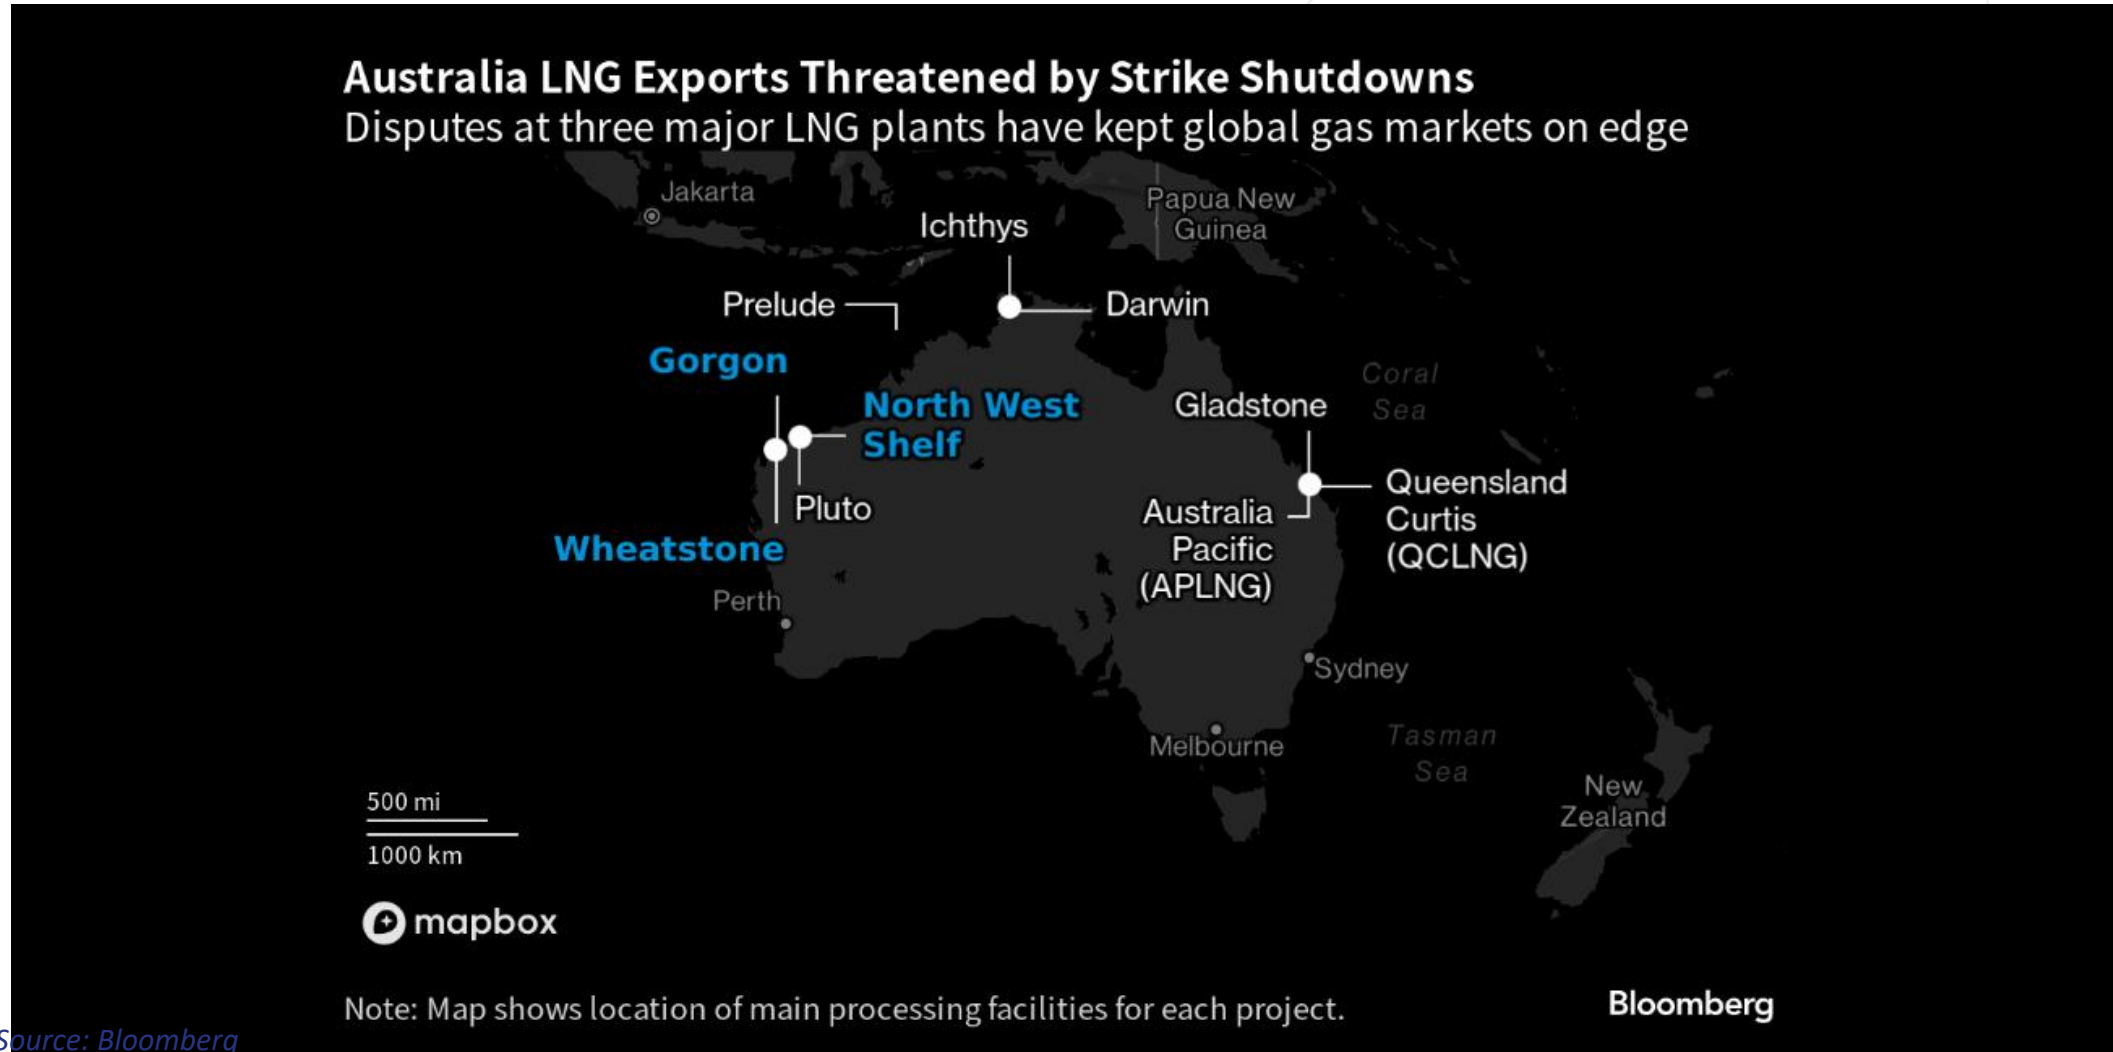 Australia LNG Exports Threatened by Strike Shutdowns
Disputes at three major LNG plants have kept global gas markets on edge
Jakarta
Papua New
Guinea
Ichthys
Prelude
Darwin
Gorgon
North West
Shelf
Coral
Sea
Gladstone
Pluto
Queensland
Curtis
(QCLNG)
Australia
Pacific
(APLNG)
Wheatstone
Perth
Sydney
Melbourne
Tasman
Sea
New
Zealand
500 mi
1000 km
mapbox
Note: Map shows location of main processing facilities for each project.
Bloomberg
Source: Bloomberg